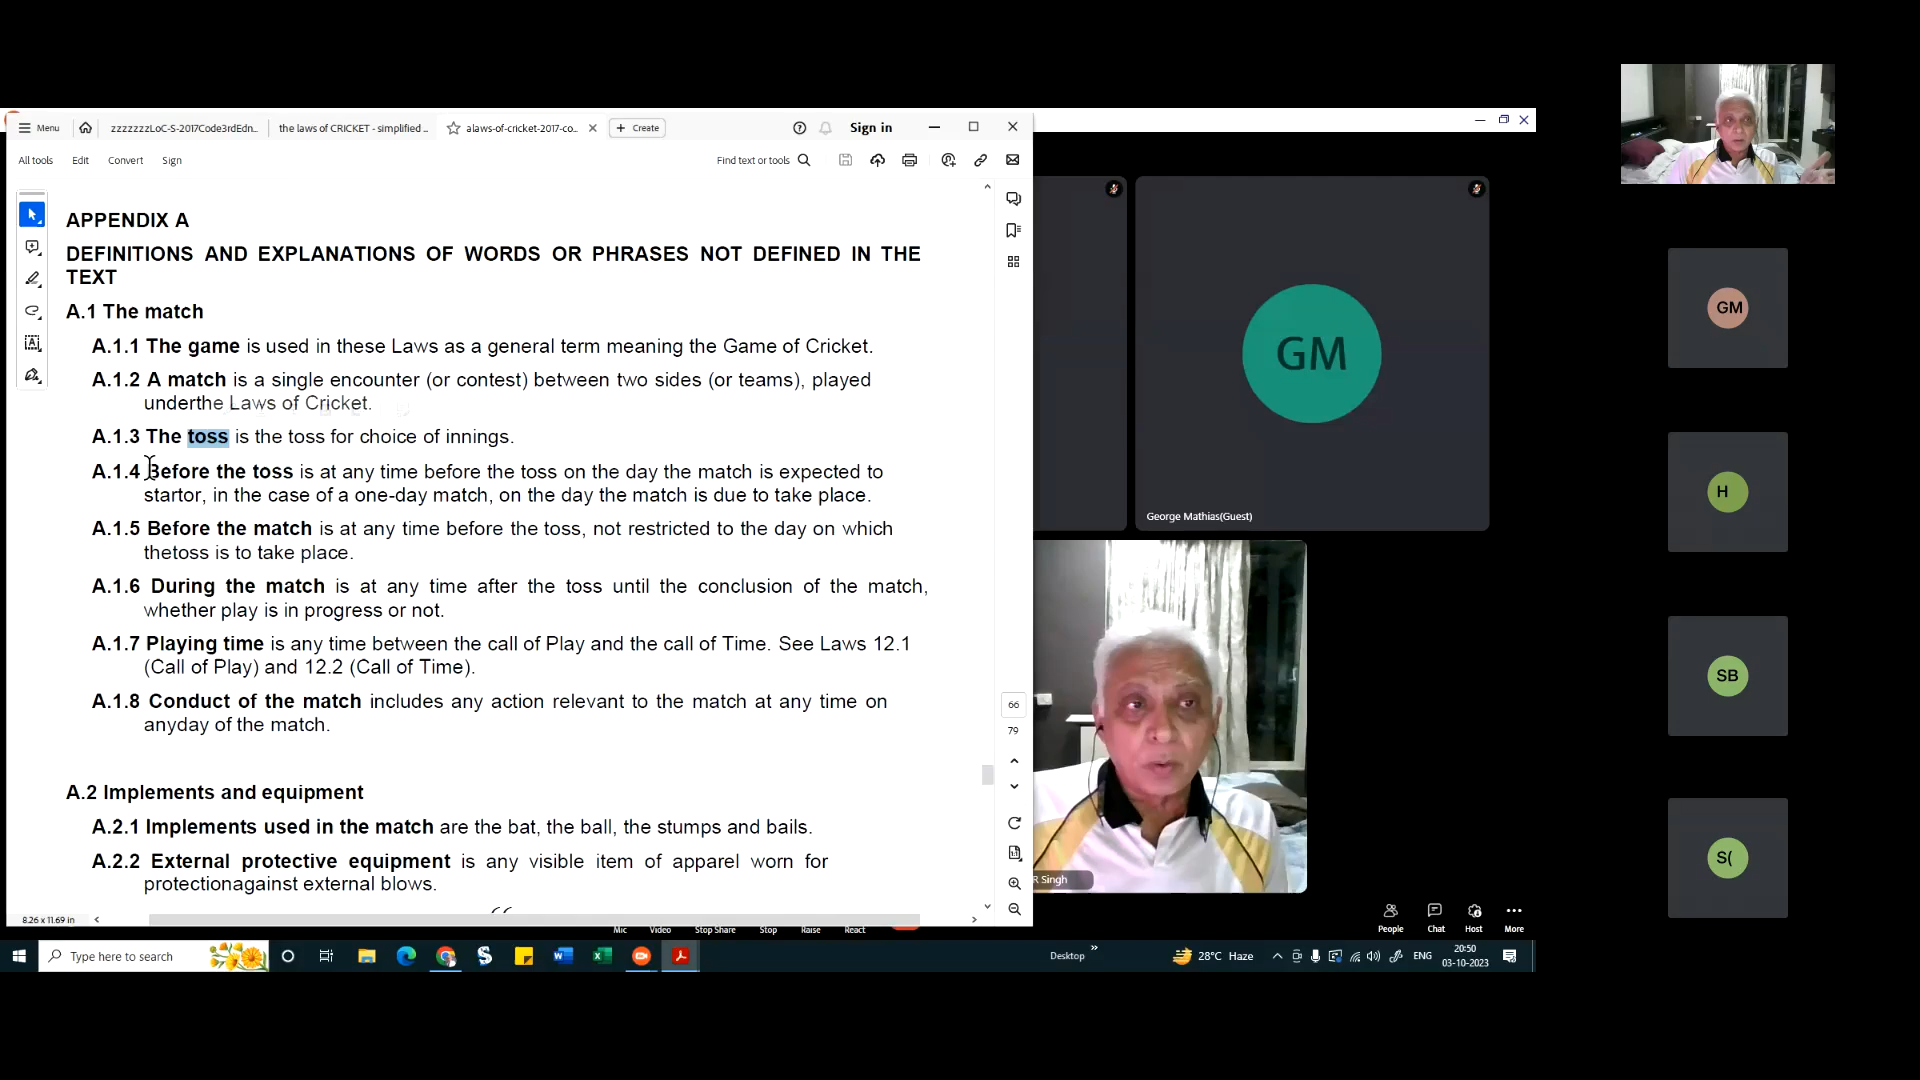 Menu
zzzzzzzLoC-S-2017Code3rdEdn...
the laws of CRICKET - simplified ...
alaws-of-cricket-2017-co...
Create
Sign in
All tools
Edit
Convert
Sign
Find text or tools
APPENDIX A
DEFINITIONS AND EXPLANATIONS OF WORDS OR PHRASES NOT DEFINED IN THE
TEXT
A.1 The match
A.1.1 The game is used in these Laws as a general term meaning the Game of Cricket.
A.1.2 A match is a single encounter (or contest) between two sides (or teams), played
underthe Laws of Cricket.
A.1.3 The toss is the toss for choice of innings.
A.1.4 Before the toss is at any time before the toss on the day the match is expected to
startor, in the case of a one-day match, on the day the match is due to take place.
A.1.5 Before the match is at any time before the toss, not restricted to the day on which
thetoss is to take place.
A.1.6 During the match is at any time after the toss until the conclusion of the match,
whether play is in progress or not.
A.1.7 Playing time is any time between the call of Play and the call of Time. See Laws 12.1
(Call of Play) and 12.2 (Call of Time).
A.1.8 Conduct of the match includes any action relevant to the match at any time on
anyday of the match.
A.2 Implements and equipment
A.2.1 Implements used in the match are the bat, the ball, the stumps and bails.
A.2.2 External protective equipment is any visible item of apparel worn for
protectionagainst external blows.
66
79
8.26 x 11.69 in
GM
George Mathias(Guest)
R Singh
Mic
Video
Stop Share
Stop
Raise
React
People
Chat
Host
More
Type here to search
Desktop
28°C Haze
ENG
20:50
03-10-2023
GM
H
SB
S(